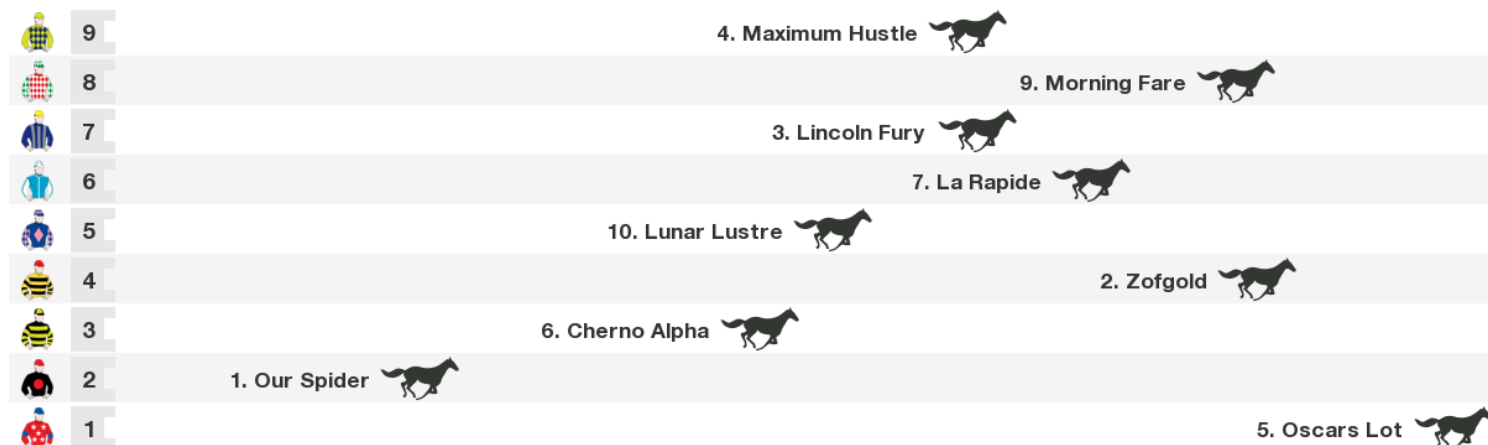 9 4. Maximum Hustle
8 9. Morning Fare
7 3. Lincoln Fury
6 7. La Rapide
5 10. Lunar Lustre
4 2. Zofgold
3 6. Cherno Alpha
2 1. Our Spider
1 5. Oscars Lot